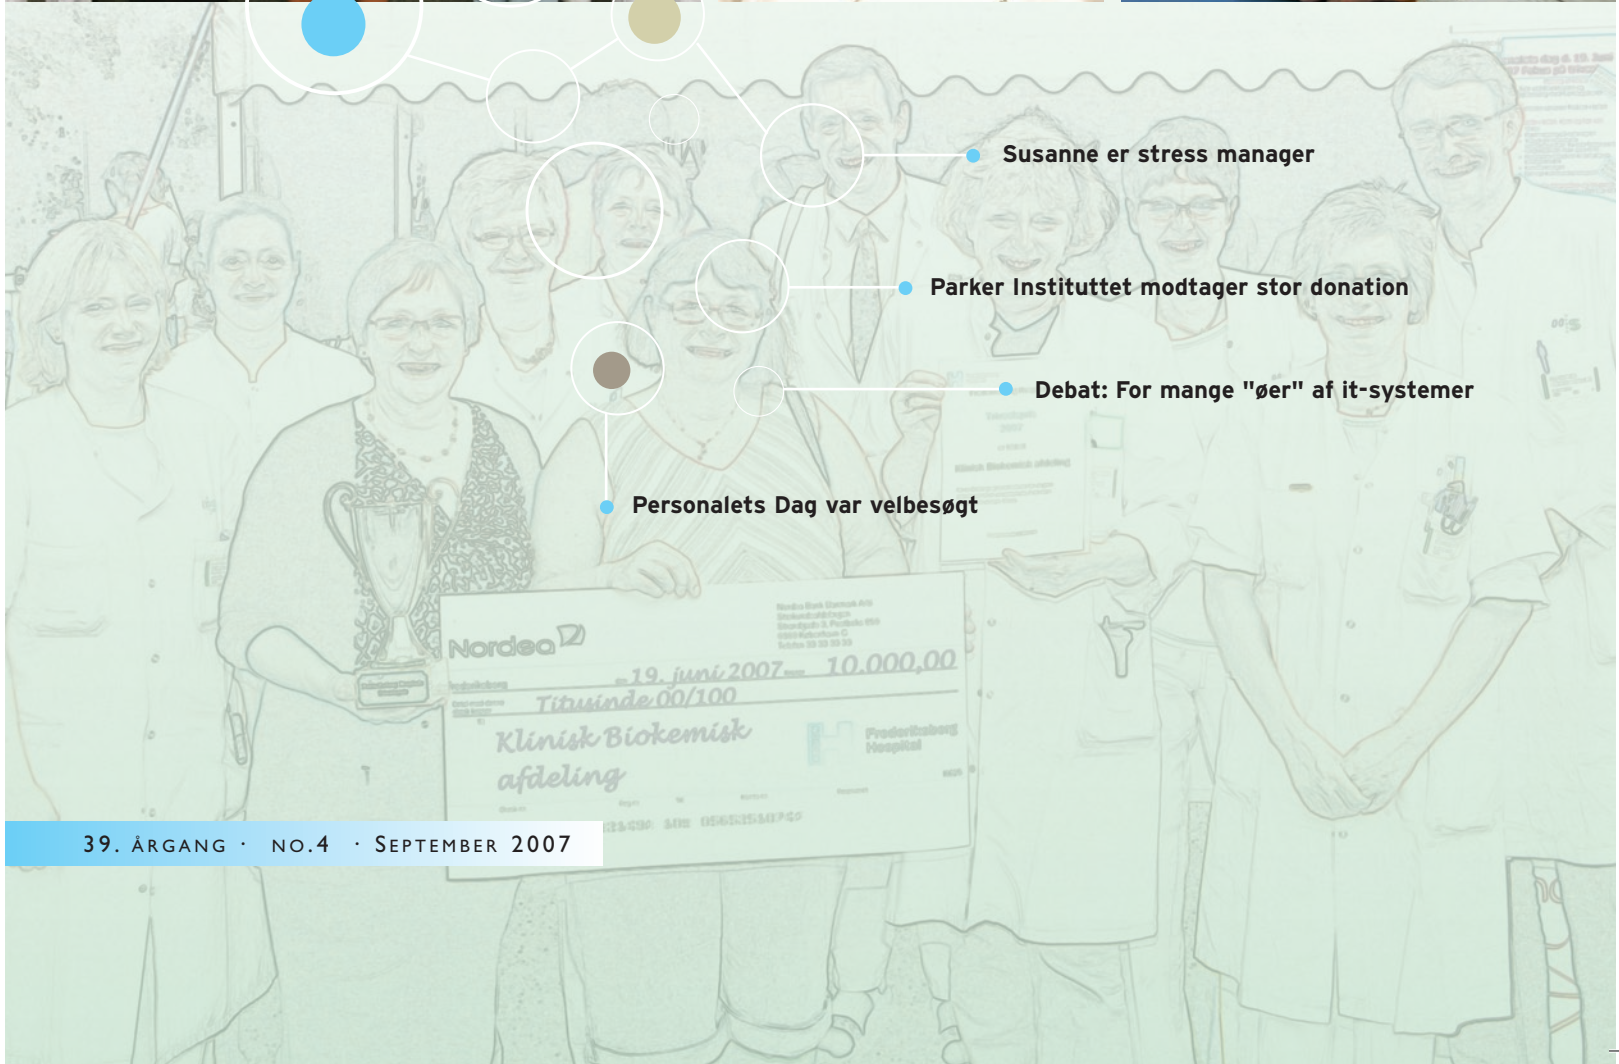 Susanne er stress manager
Parker Instituttet modtager stor donation
Debat: For mange "øer" af it-systemer
Personalets Dag var velbesøgt
Nordea
19. juni 2007
10.000,00
Titusinde 00/100
Klinisk Biokemisk
afdeling
Frederiksberg
Hospital
39. ÅRGANG · NO.4 · SEPTEMBER 2007